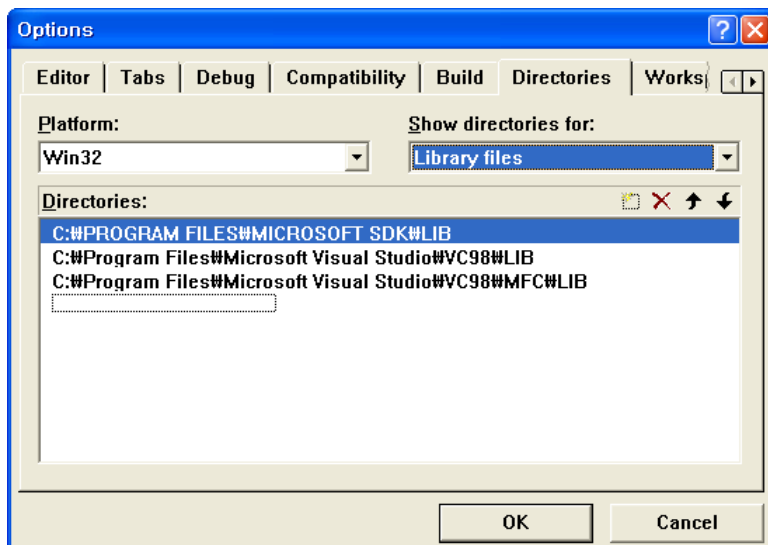 Options
Editor Tabs Debug Compatibility Build Directories Works
Platform: Show directories for:
Win32 Library files
Directories:
C:₩PROGRAM FILES₩MICROSOFT SDK₩LIB
C:₩Program Files₩Microsoft Visual Studio₩VC98₩LIB
C:₩Program Files₩Microsoft Visual Studio₩VC98₩MFC₩LIB
OK Cancel